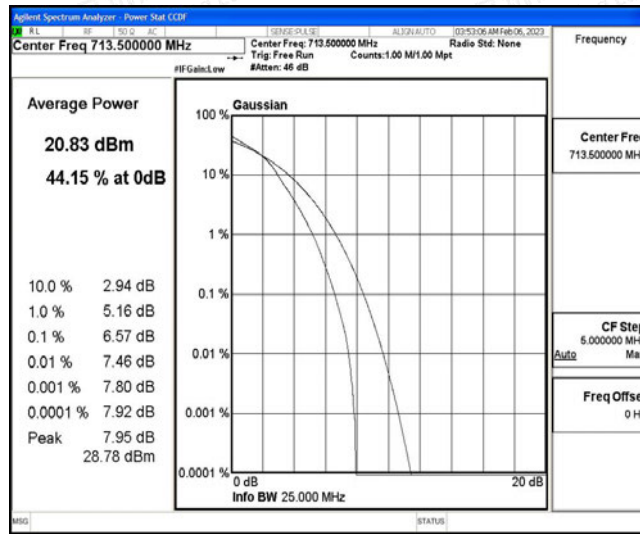 Agilent Spectrum Analyzer - Power Stat CCDF
RL RF 50 Ω AC SENSE:PULSE ALIGN AUTO 03:53:06 AM Feb 06, 2023
Center Freq 713.500000 MHz
Center Freq: 713.500000 MHz Radio Std: None
Trig: Free Run Counts:1.00 M/1.00 Mpt
#IFGain:Low #Atten: 46 dB
Frequency
Average Power
20.83 dBm
44.15 % at 0dB
10.0 % 2.94 dB
1.0 % 5.16 dB
0.1 % 6.57 dB
0.01 % 7.46 dB
0.001 % 7.80 dB
0.0001 % 7.92 dB
Peak 7.95 dB
28.78 dBm
Gaussian
100 %
10 %
1 %
0.1 %
0.01 %
0.001 %
0.0001 %
0 dB 20 dB
Info BW 25.000 MHz
Center Fre
713.500000 MH
CF Step
5.000000 MH
Auto Ma
Freq Offse
0 H
MSG STATUS